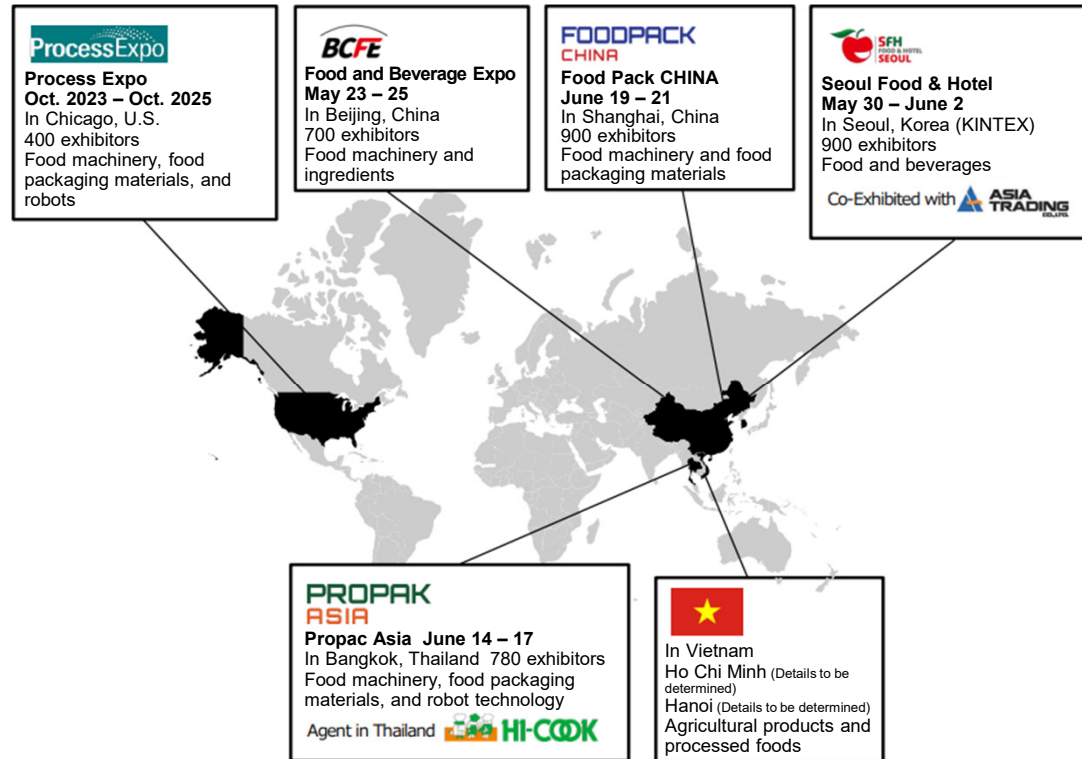 ProcessExpo
Process Expo
Oct. 2023 – Oct. 2025
In Chicago, U.S.
400 exhibitors
Food machinery, food
packaging materials, and
robots
BCFE
Food and Beverage Expo
May 23 – 25
In Beijing, China
700 exhibitors
Food machinery and
ingredients
FOODPACK
CHINA
Food Pack CHINA
June 19 – 21
In Shanghai, China
900 exhibitors
Food machinery and food
packaging materials
SFH
FOOD & HOTEL
SEOUL
Seoul Food & Hotel
May 30 – June 2
In Seoul, Korea (KINTEX)
900 exhibitors
Food and beverages
Co-Exhibited with ASIA
TRADING
CO.,LTD.
PROPAK
ASIA
Propac Asia June 14 – 17
In Bangkok, Thailand 780 exhibitors
Food machinery, food packaging
materials, and robot technology
Agent in Thailand HI-COOK
In Vietnam
Ho Chi Minh (Details to be
determined)
Hanoi (Details to be determined)
Agricultural products and
processed foods